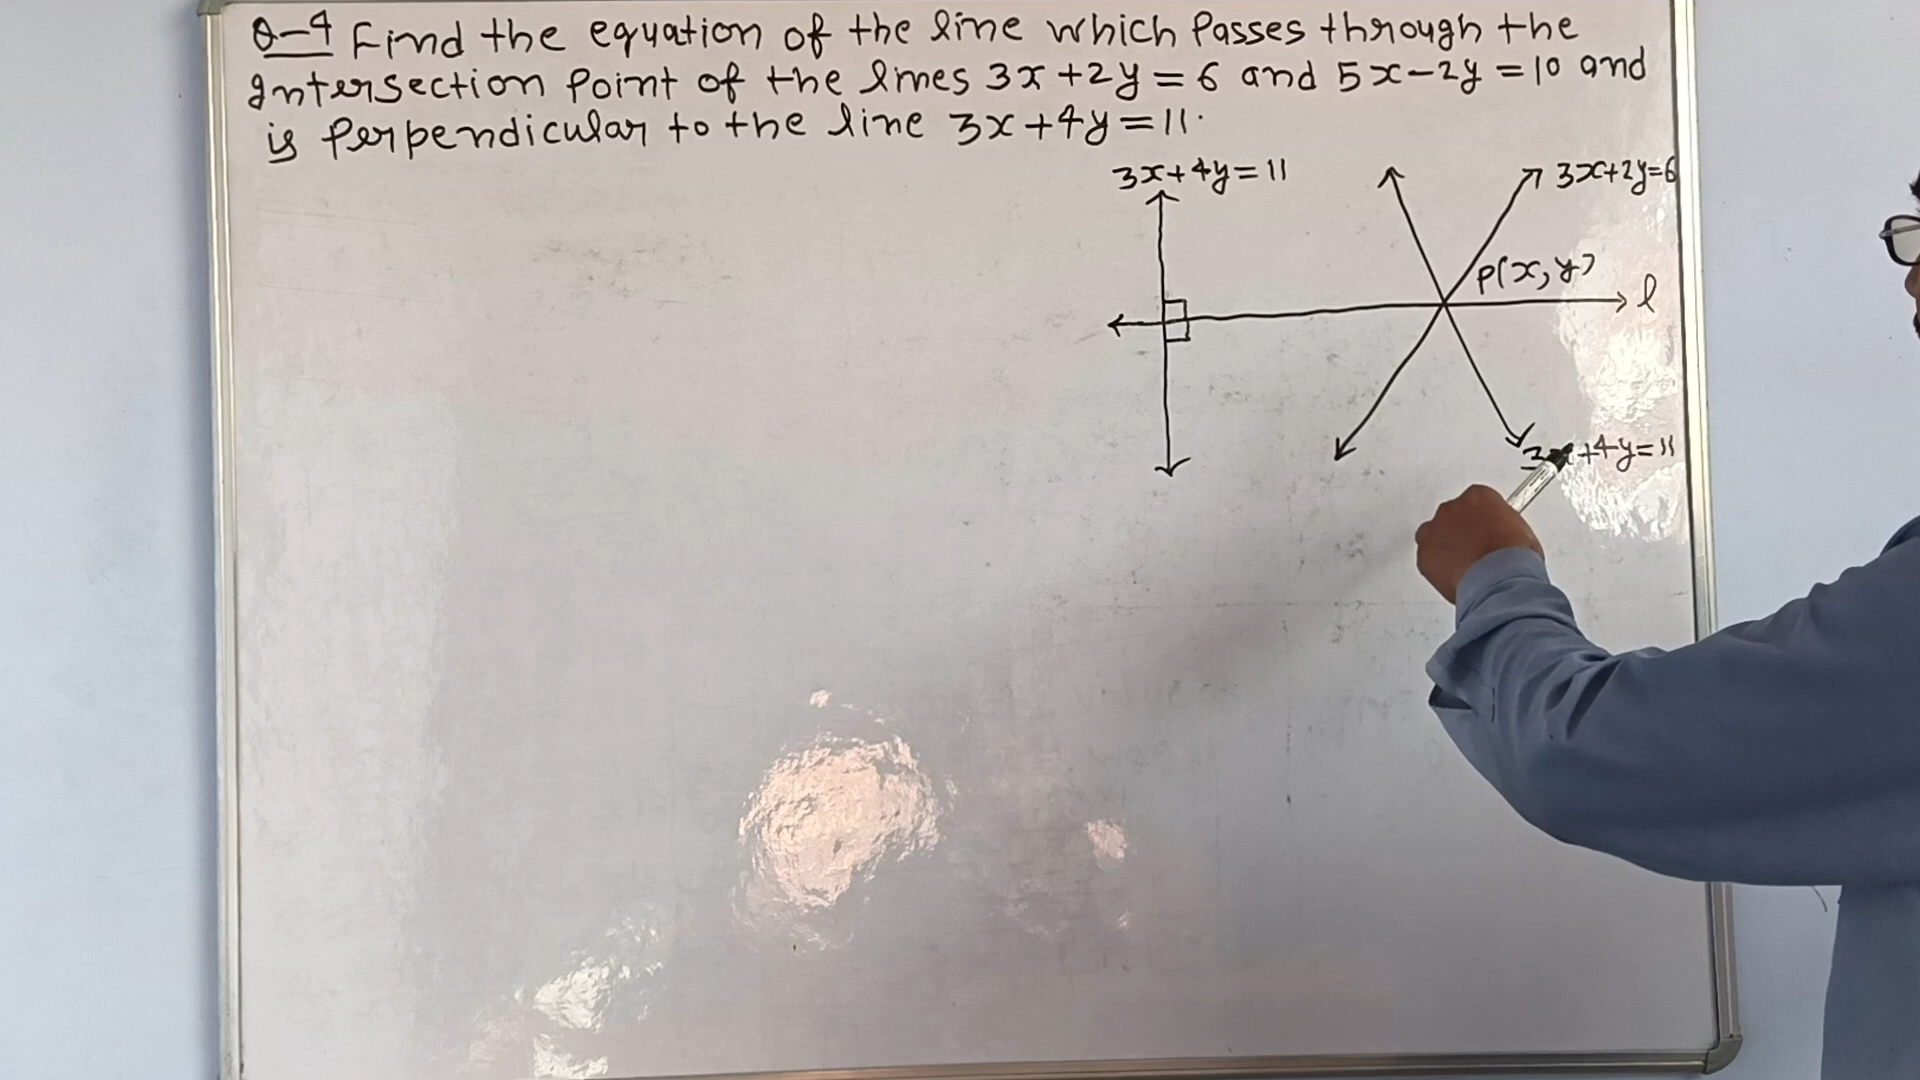 Q-4 Find the equation of the line which Passes through the
Intersection Point of the lines 3x+2y=6 and 5x-2y=10 and
is Perpendicular to the line 3x+4y=11.
3x+4y=11
3x+2y=6
P(x,y)
l
3x+4y=11